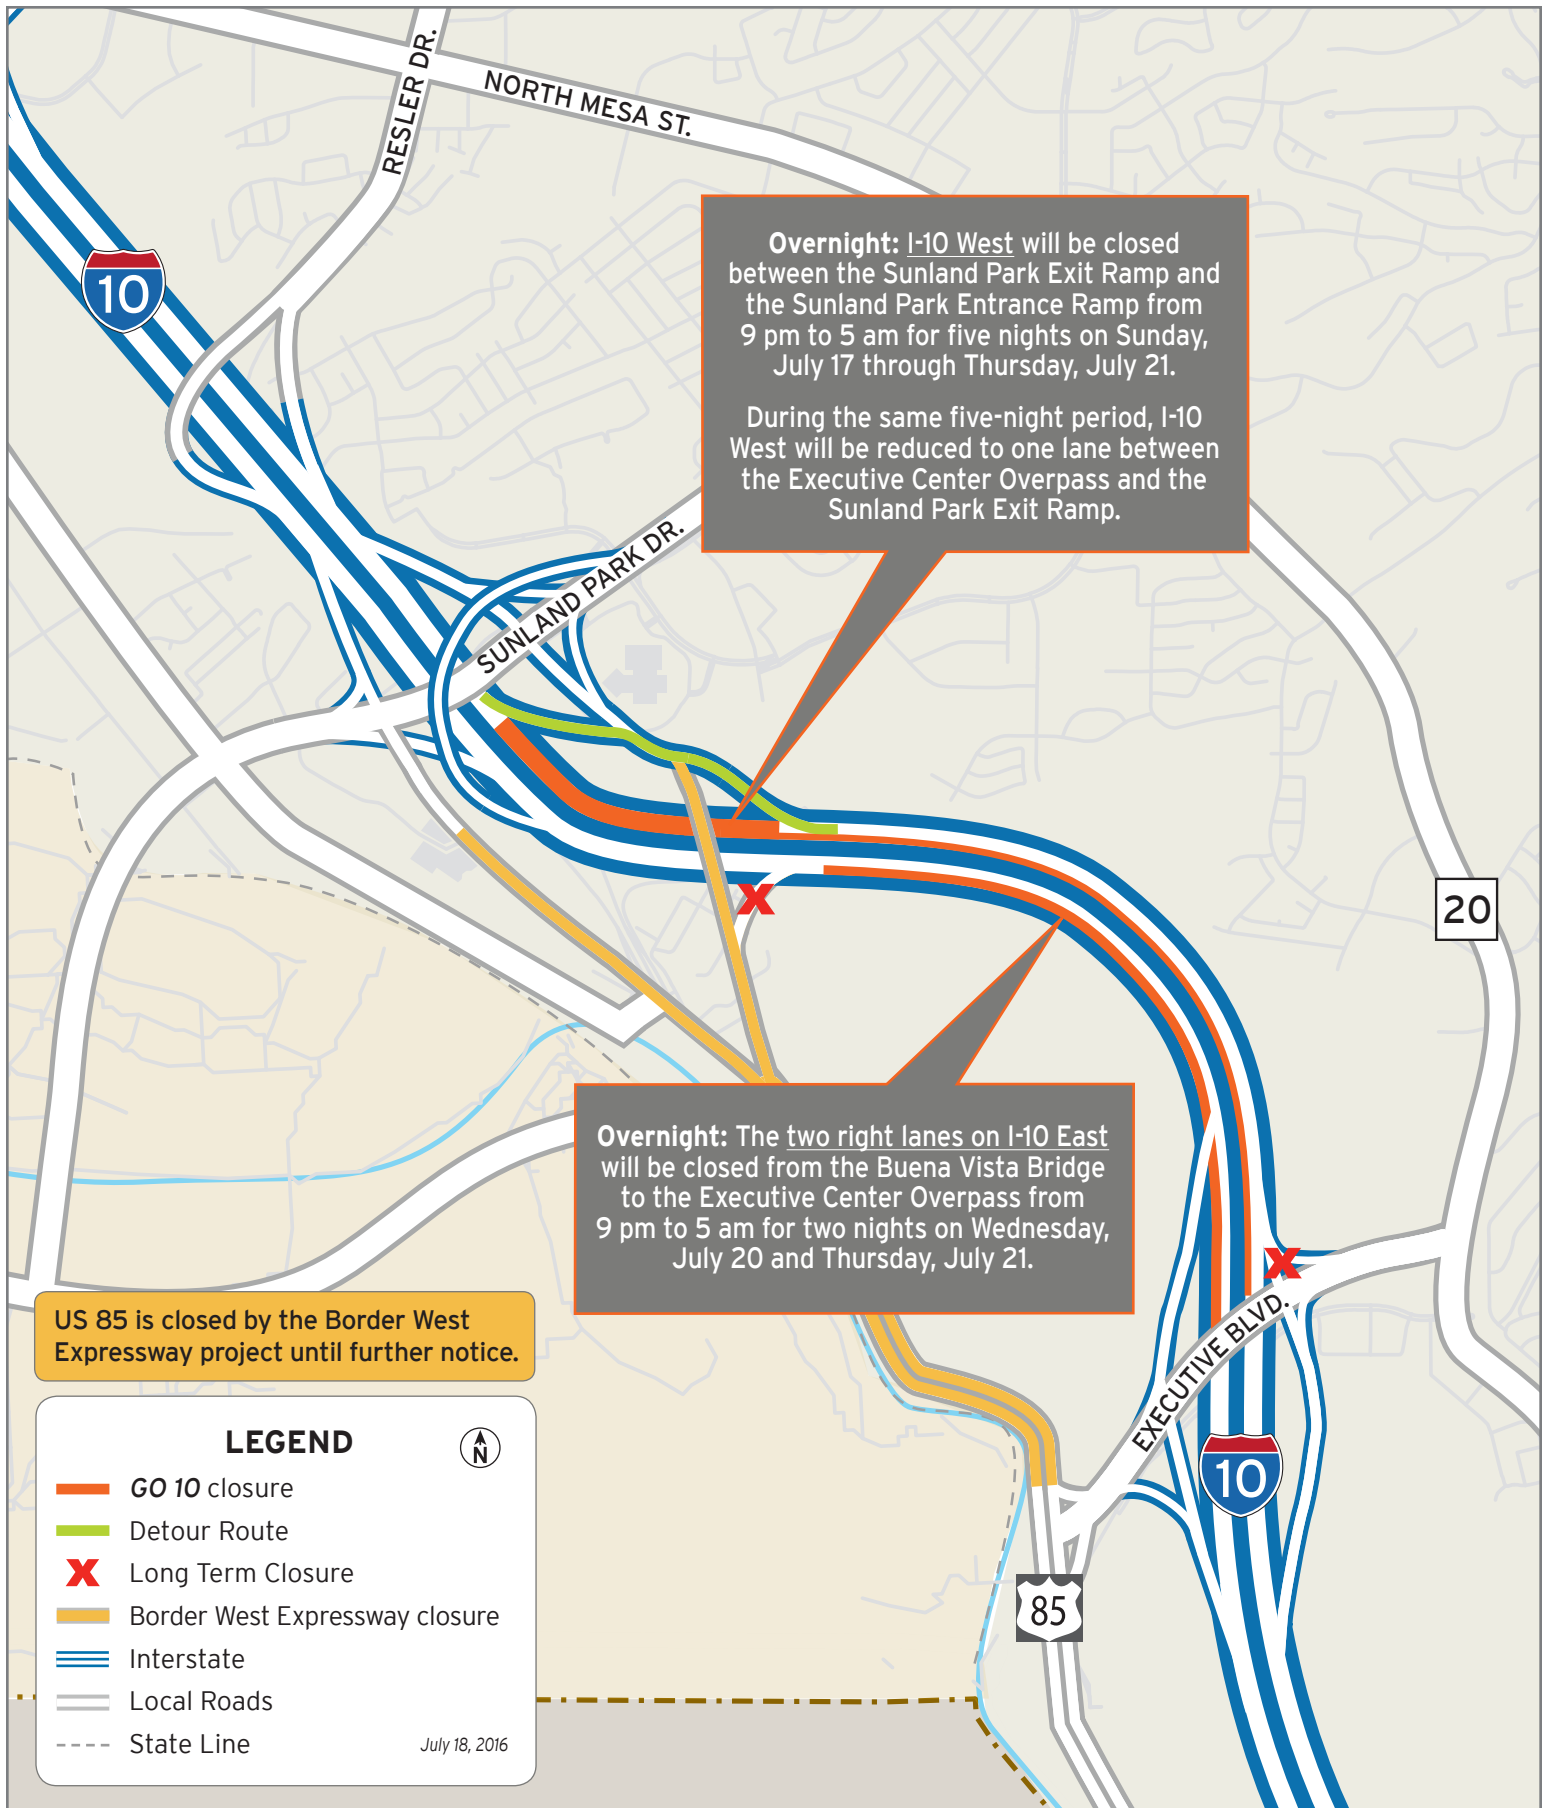 RESLER DR.
NORTH MESA ST.
10
Overnight: I-10 West will be closed
between the Sunland Park Exit Ramp and
the Sunland Park Entrance Ramp from
9 pm to 5 am for five nights on Sunday,
July 17 through Thursday, July 21.
During the same five-night period, I-10
West will be reduced to one lane between
the Executive Center Overpass and the
Sunland Park Exit Ramp.
SUNLAND PARK DR.
20
Overnight: The two right lanes on I-10 East
will be closed from the Buena Vista Bridge
to the Executive Center Overpass from
9 pm to 5 am for two nights on Wednesday,
July 20 and Thursday, July 21.
EXECUTIVE BLVD.
US 85 is closed by the Border West
Expressway project until further notice.
10
85
LEGEND
N
GO 10 closure
Detour Route
X Long Term Closure
Border West Expressway closure
Interstate
Local Roads
State Line
July 18, 2016